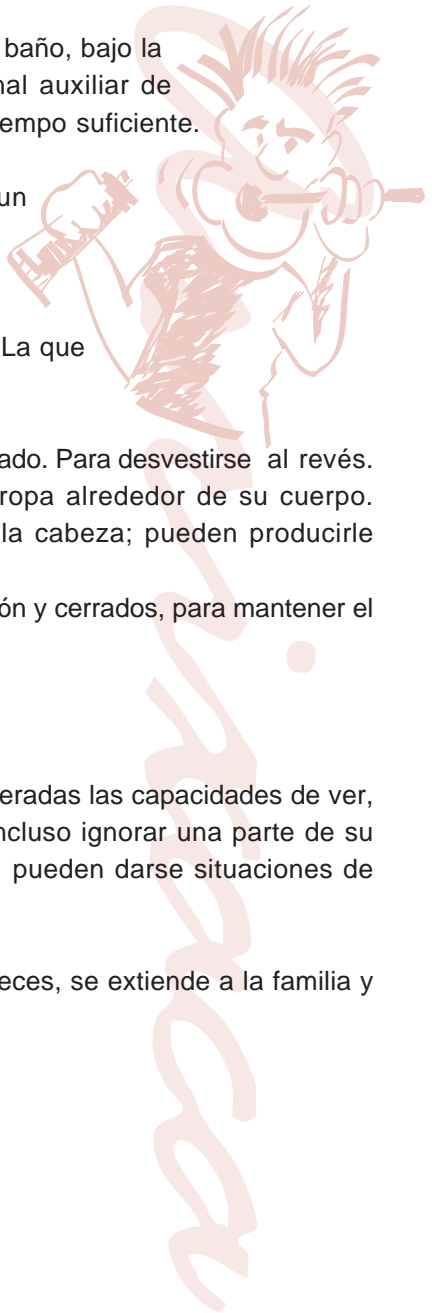 baño, bajo la
nal auxiliar de
empo suficiente.
un
La que
ado. Para desvestirse al revés.
ropa alrededor de su cuerpo.
la cabeza; pueden producirle
ón y cerrados, para mantener el
eradas las capacidades de ver,
ncluso ignorar una parte de su
pueden darse situaciones de
eces, se extiende a la familia y